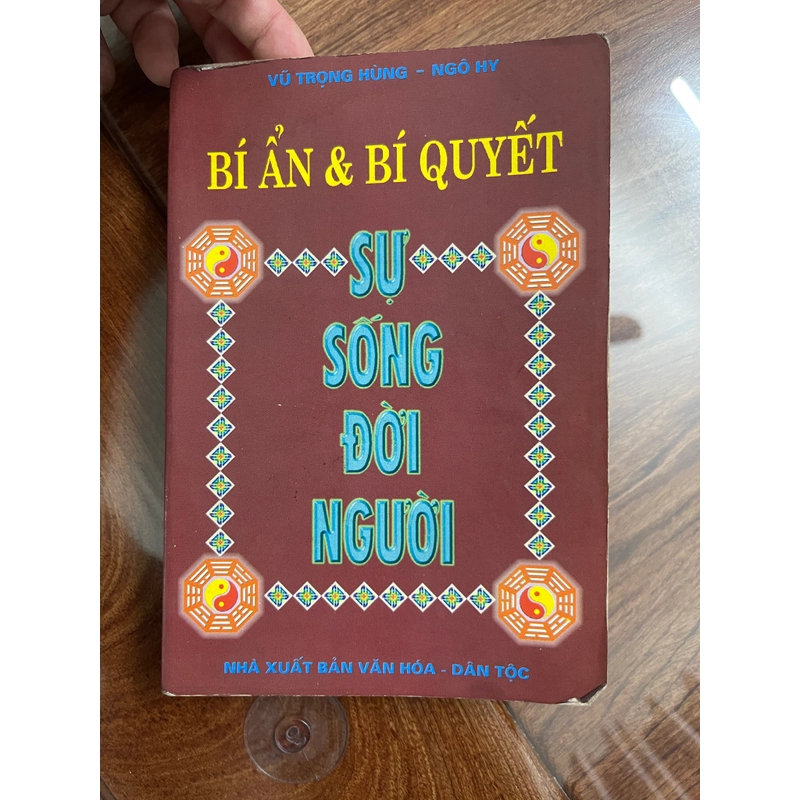 VŨ TRỌNG HÙNG - NGÔ HY
BÍ ẨN & BÍ QUYẾT
SỰ
SỐNG
ĐỜI
NGƯỜI
NHÀ XUẤT BẢN VĂN HÓA - DÂN TỘC